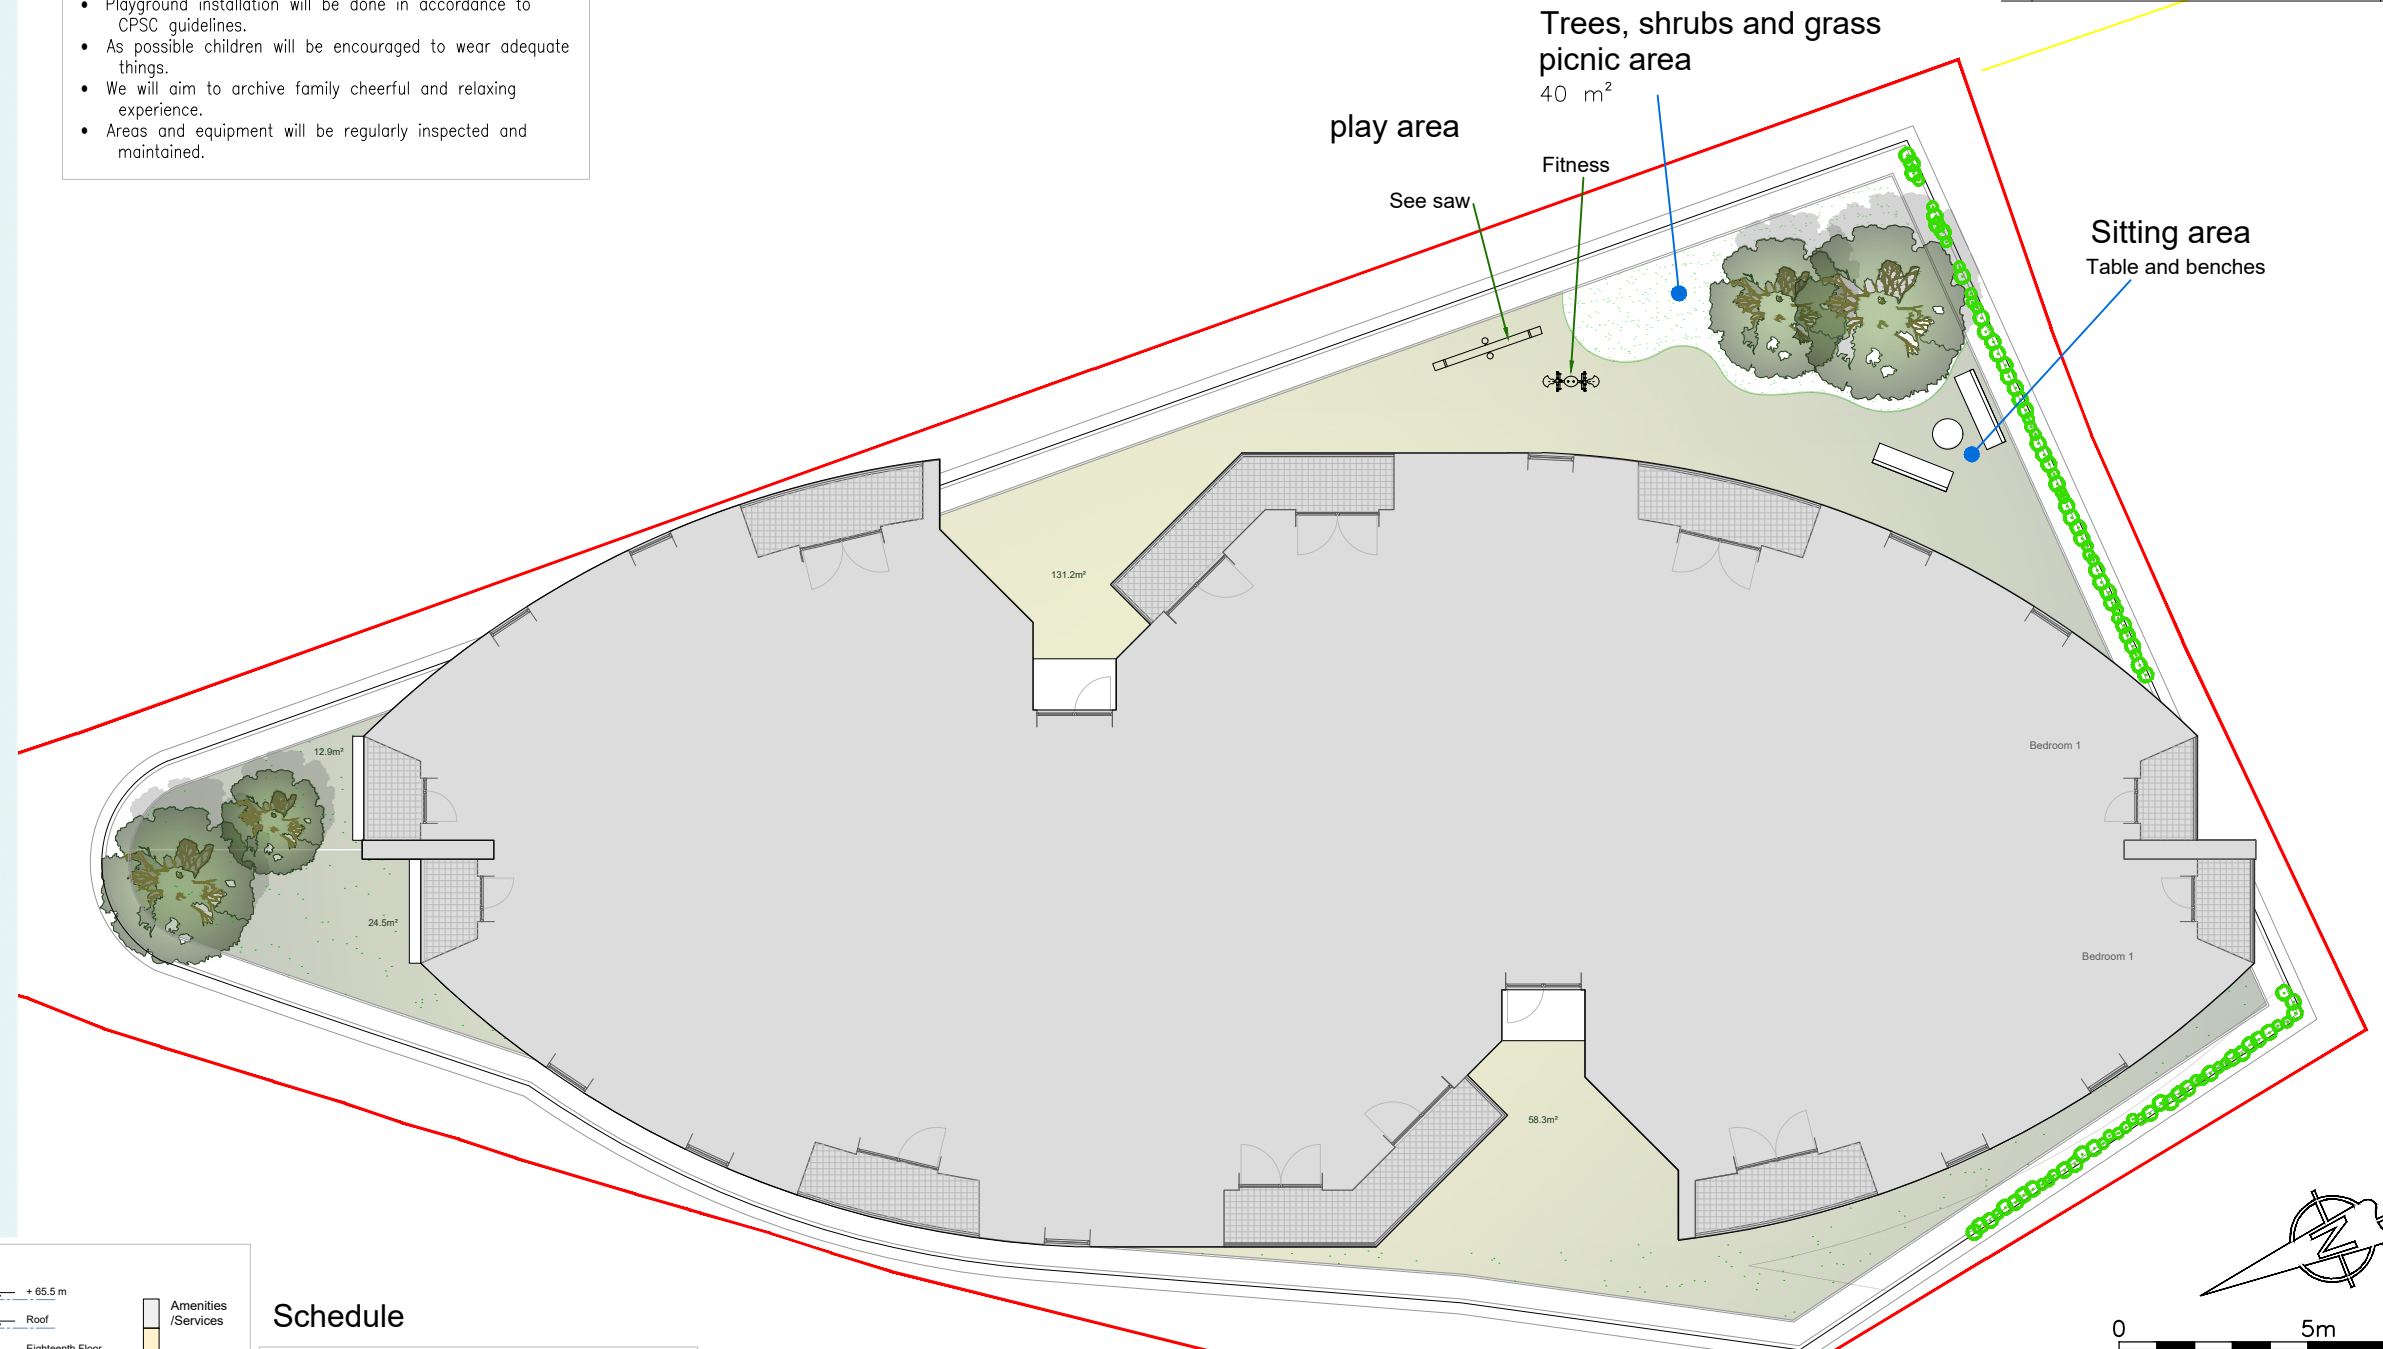 • Playground installation will be done in accordance to
CPSC guidelines.
• As possible children will be encouraged to wear adequate
things.
• We will aim to archive family cheerful and relaxing
experience.
• Areas and equipment will be regularly inspected and
maintained.
Trees, shrubs and grass
picnic area
40 m²
play area
Fitness
See saw
Sitting area
Table and benches
131.2m²
12.9m²
24.5m²
Bedroom 1
Bedroom 1
58.3m²
N
+ 65.5 m
Roof
Eighteenth Floor
Amenities
/Services
Schedule
0 5m